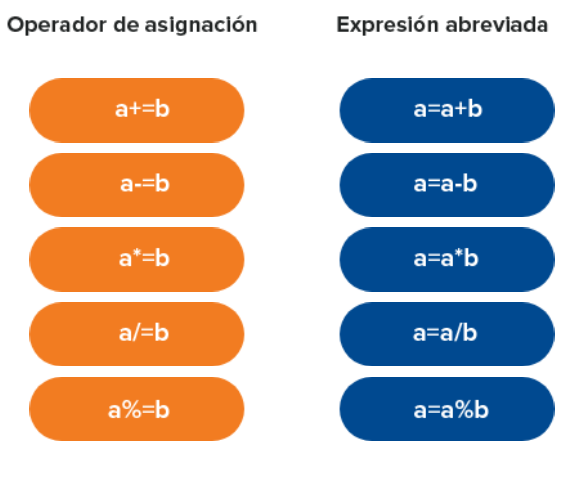 Operador de asignación Expresión abreviada
a+=b a=a+b
a-=b a=a-b
a*=b a=a*b
a/=b a=a/b
a%=b a=a%b